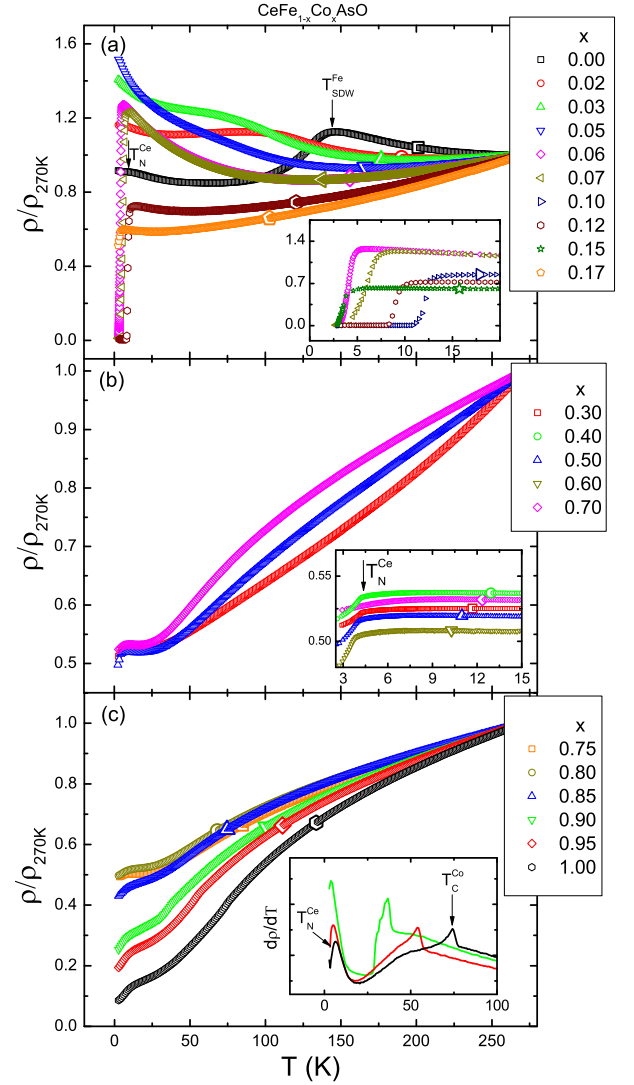 CeFe₁₋ₓCoₓAsO
(a)
x
0.00
0.02
0.03
0.05
0.06
0.07
0.10
0.12
0.15
0.17
T_SDW^Fe
T_N^Ce
ρ/ρ₂₇₀K
1.6
1.2
0.8
0.4
0.0
1.4
0.7
0.0
0 5 10 15
(b)
x
0.30
0.40
0.50
0.60
0.70
ρ/ρ₂₇₀K
1.0
0.9
0.8
0.7
0.6
0.5
T_N^Ce
0.55
0.50
3 6 9 12 15
(c)
x
0.75
0.80
0.85
0.90
0.95
1.00
ρ/ρ₂₇₀K
1.0
0.8
0.6
0.4
0.2
0.0
T_N^Ce
T_C^Co
dρ/dT
0 25 50 75 100
0 50 100 150 200 250
T (K)